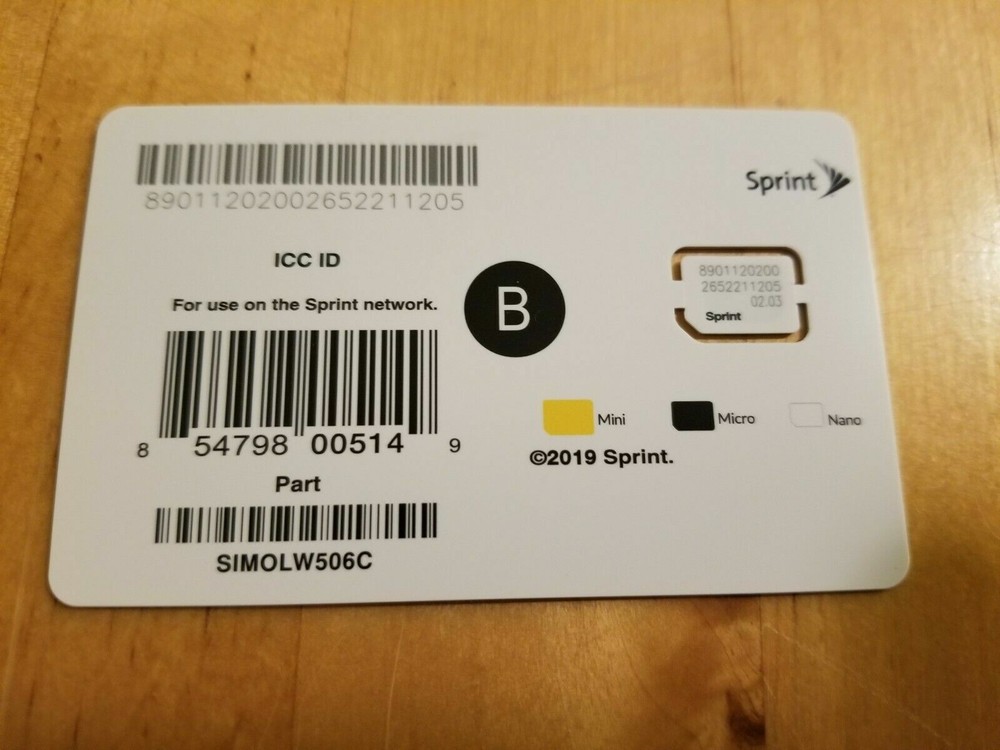 89011202002652211205
Sprint
ICC ID
For use on the Sprint network.
B
8901120200
2652211205
02.03
Sprint
8 54798 00514 9
Mini
Micro
Nano
©2019 Sprint.
Part
SIMOLW506C